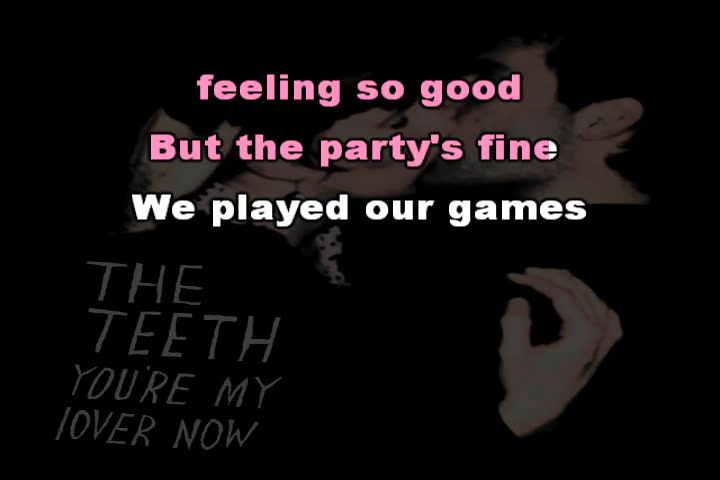 feeling so good
But the party's fine
We played our games
THE
TEETH
YOU'RE MY
lOVER NOW